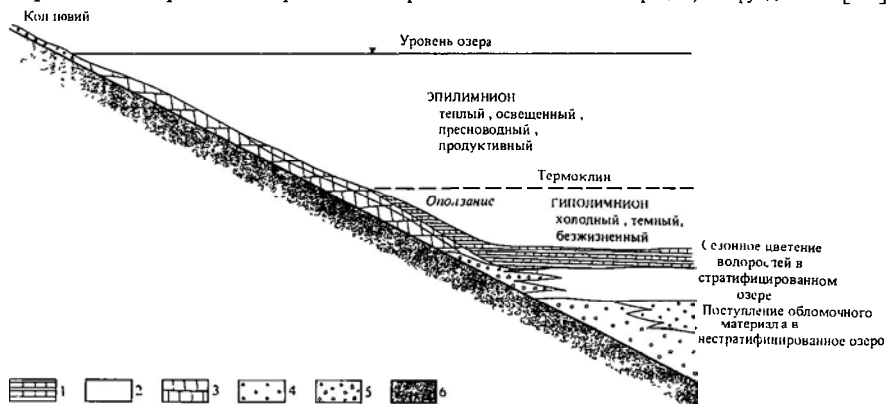 Уровень озера
ЭПИЛИМНИОН
теплый, освещенный,
пресноводный,
продуктивный
Термоклин
Оползание
ГИПОЛИМНИОН
холодный, темный,
безжизненный
Сезонное цветение
водорослей в
стратифицированном
озере
Поступление обломочного
материала в
нестратифицированное озеро
1 2 3 4 5 6